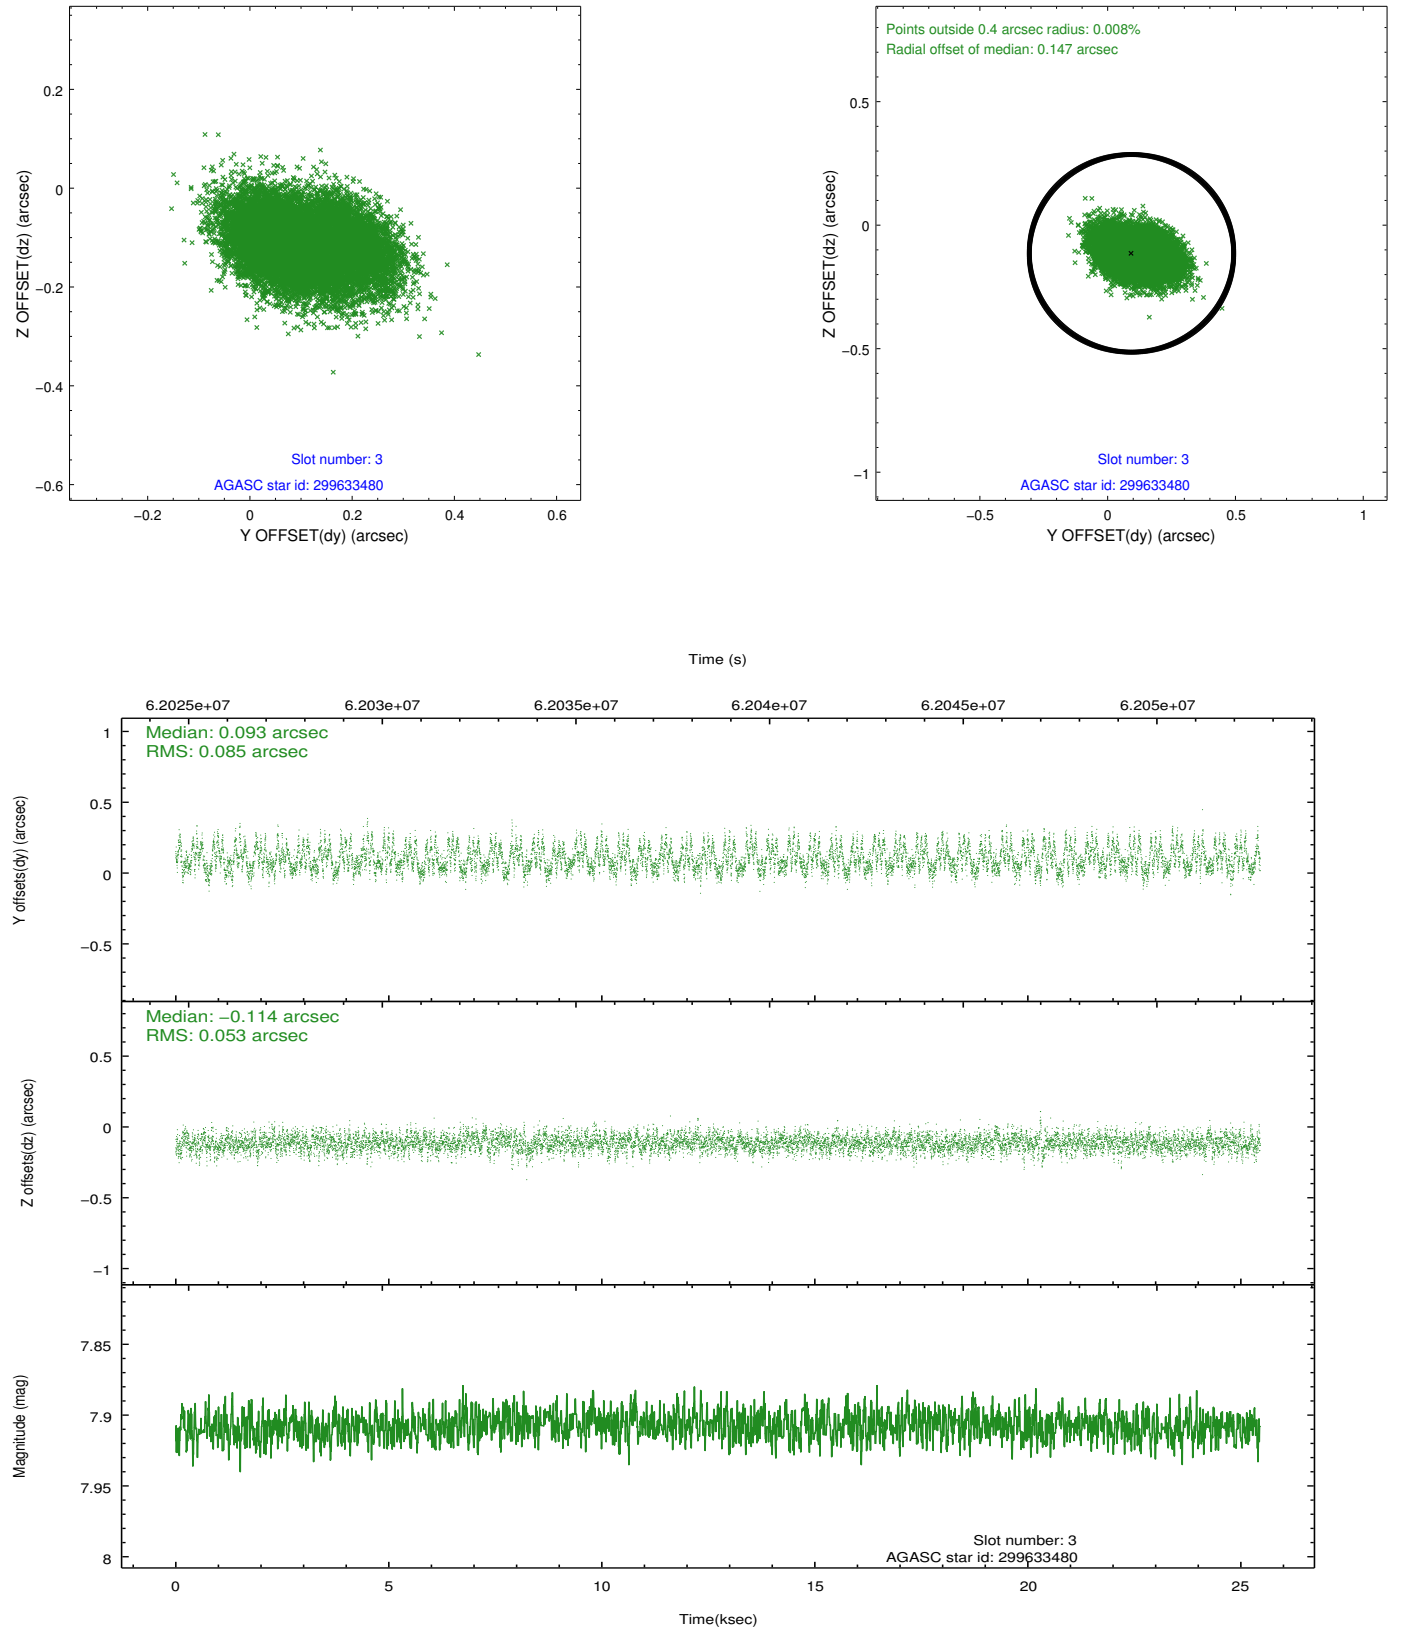 0.2
0
−0.2
−0.4
−0.6
Z OFFSET(dz) (arcsec)
Slot number: 3
AGASC star id: 299633480
−0.2 0 0.2 0.4 0.6
Y OFFSET(dy) (arcsec)
Points outside 0.4 arcsec radius: 0.008%
Radial offset of median: 0.147 arcsec
0.5
0
−0.5
−1
Z OFFSET(dz) (arcsec)
Slot number: 3
AGASC star id: 299633480
−0.5 0 0.5 1
Y OFFSET(dy) (arcsec)
Time (s)
6.2025e+07 6.203e+07 6.2035e+07 6.204e+07 6.2045e+07 6.205e+07
Median: 0.093 arcsec
RMS: 0.085 arcsec
1
0.5
0
−0.5
Y offsets(dy) (arcsec)
Median: −0.114 arcsec
RMS: 0.053 arcsec
0.5
0
−0.5
−1
Z offsets(dz) (arcsec)
7.85
7.9
7.95
8
Magnitude (mag)
Slot number: 3
AGASC star id: 299633480
0 5 10 15 20 25
Time(ksec)